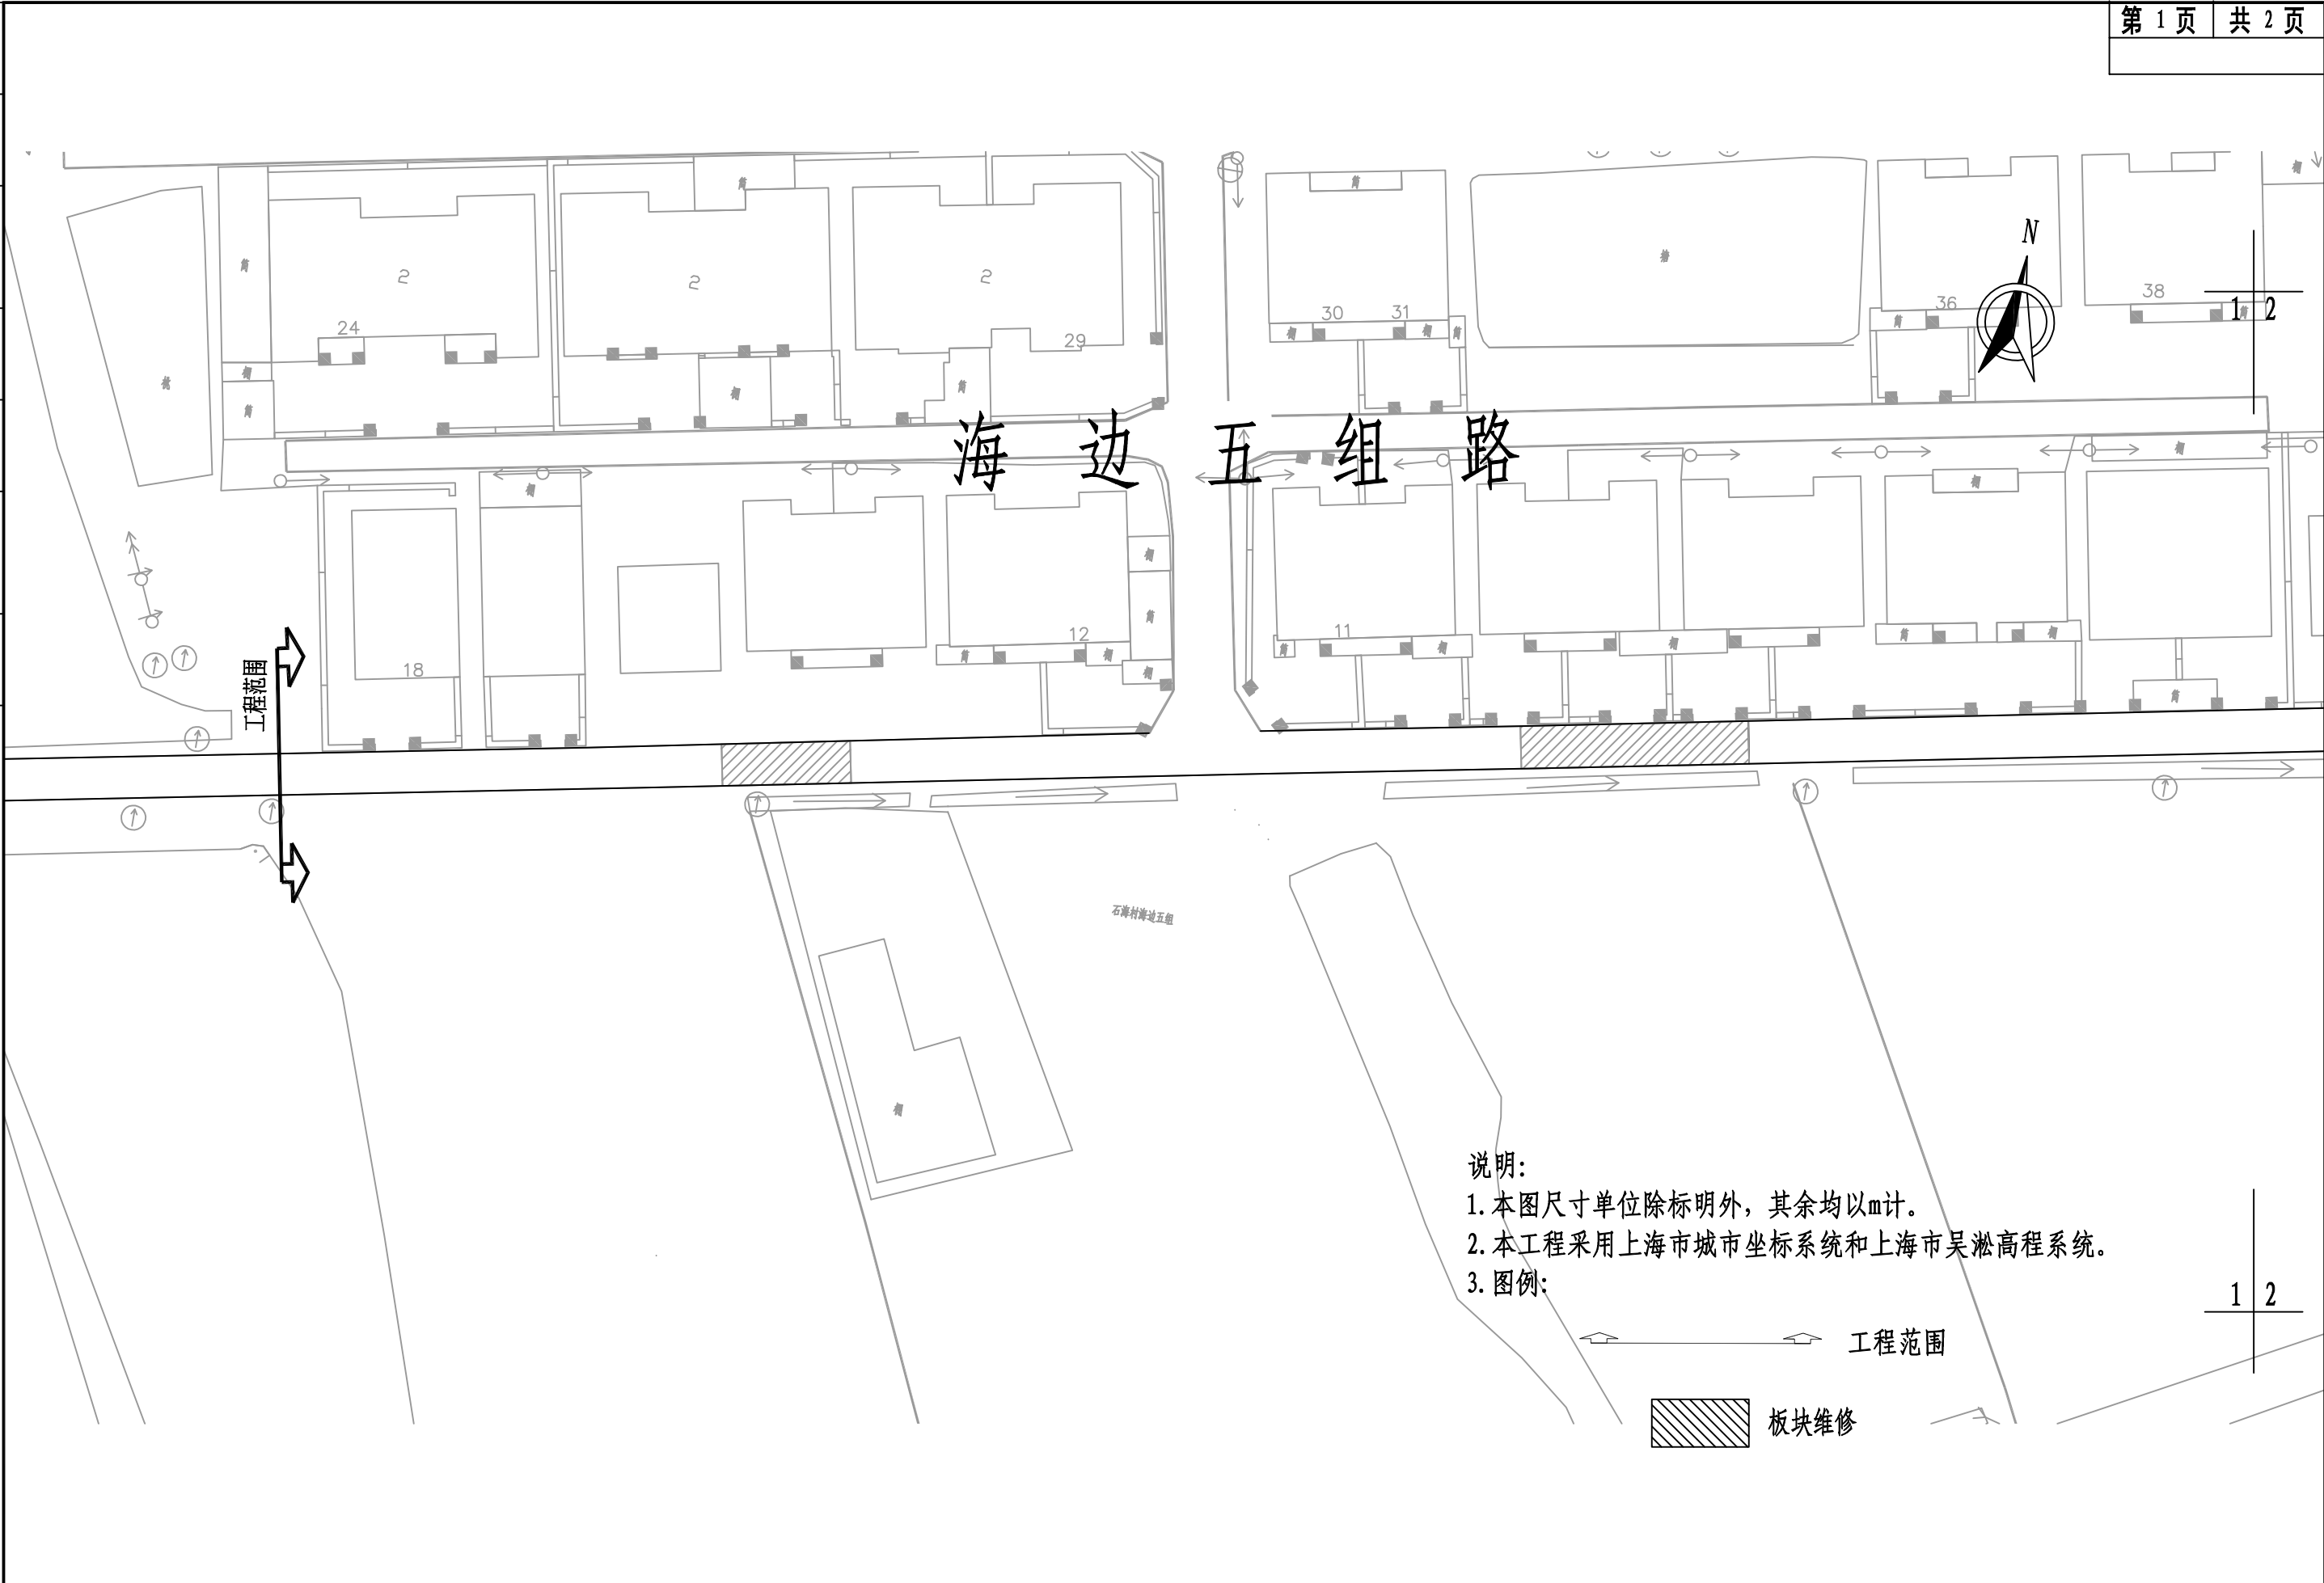 第 1 页 共 2 页
N
2
2
2
24
29
30
31
36
38
1 2
海边五组路
18
12
11
工程范围
石海村海边五组
说明:
1.本图尺寸单位除标明外，其余均以m计。
2.本工程采用上海市城市坐标系统和上海市吴淞高程系统。
3.图例:
1 2
工程范围
板块维修